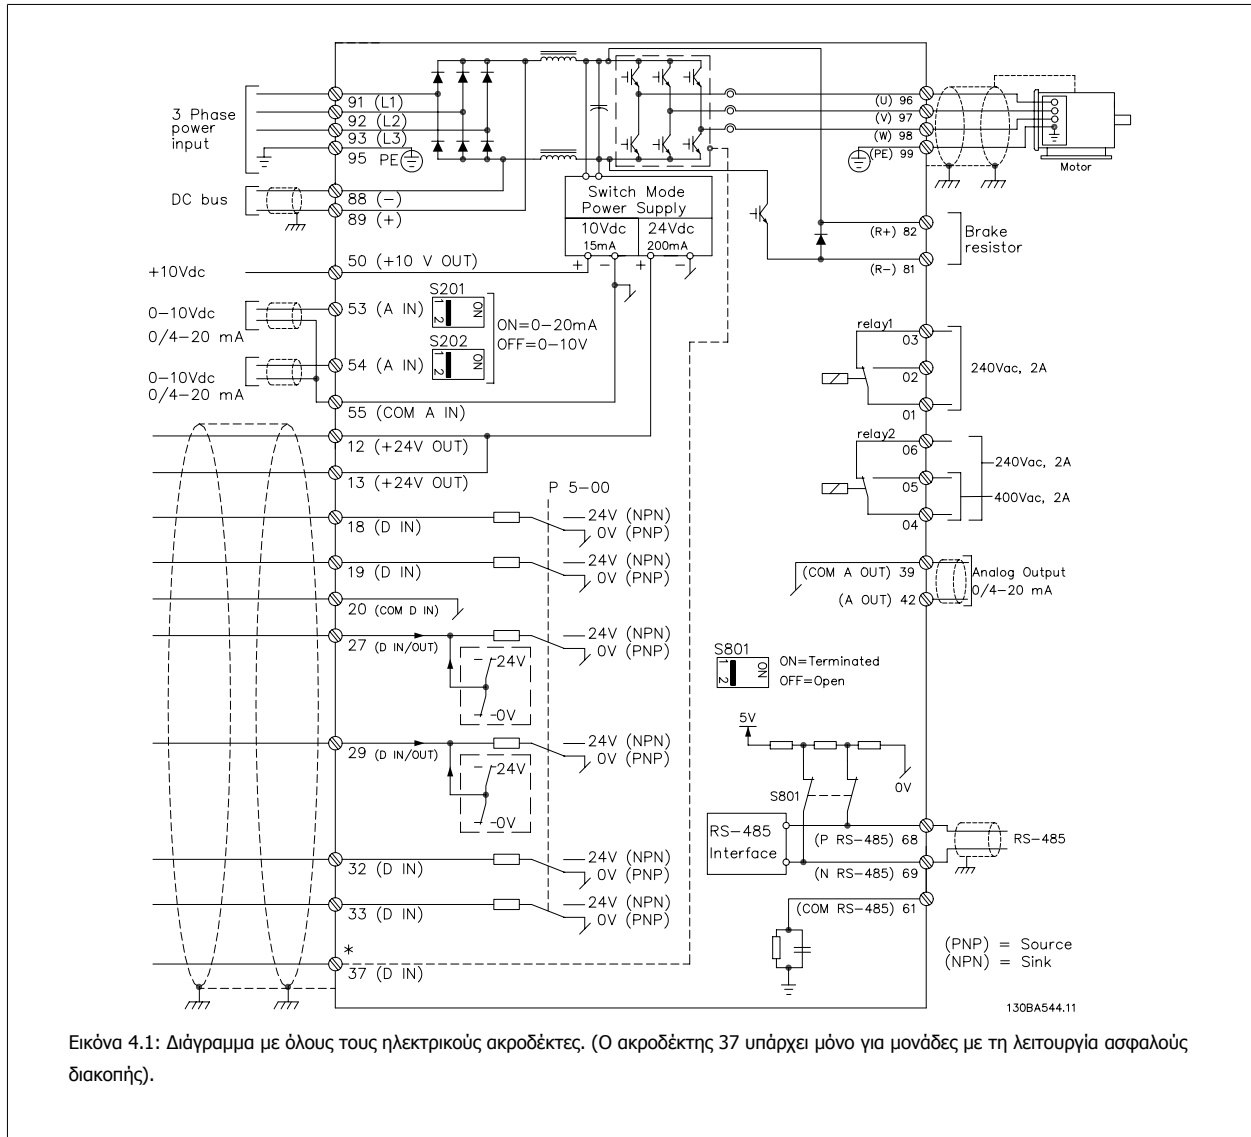 3 Phase
power
input
91 (L1)
92 (L2)
93 (L3)
95 PE
DC bus
88 (-)
89 (+)
Switch Mode
Power Supply
10Vdc
15mA
24Vdc
200mA
+ - + -
(U) 96
(V) 97
(W) 98
(PE) 99
Motor
(R+) 82
(R-) 81
Brake
resistor
+10Vdc
50 (+10 V OUT)
0-10Vdc
0/4-20 mA
53 (A IN)
S201
1 2
ON
ON=0-20mA
OFF=0-10V
S202
1 2
ON
0-10Vdc
0/4-20 mA
54 (A IN)
55 (COM A IN)
relay1
03
02
01
240Vac, 2A
relay2
06
05
04
240Vac, 2A
400Vac, 2A
12 (+24V OUT)
13 (+24V OUT)
P 5-00
18 (D IN)
24V (NPN)
0V (PNP)
19 (D IN)
24V (NPN)
0V (PNP)
20 (COM D IN)
27 (D IN/OUT)
24V (NPN)
0V (PNP)
24V
0V
29 (D IN/OUT)
24V (NPN)
0V (PNP)
24V
0V
32 (D IN)
24V (NPN)
0V (PNP)
33 (D IN)
24V (NPN)
0V (PNP)
*
37 (D IN)
(COM A OUT) 39
(A OUT) 42
Analog Output
0/4-20 mA
S801
1 2
ON
ON=Terminated
OFF=Open
5V
S801
0V
RS-485
Interface
(P RS-485) 68
(N RS-485) 69
(COM RS-485) 61
RS-485
(PNP) = Source
(NPN) = Sink
130BA544.11
Εικόνα 4.1: Διάγραμμα με όλους τους ηλεκτρικούς ακροδέκτες. (Ο ακροδέκτης 37 υπάρχει μόνο για μονάδες με τη λειτουργία ασφαλούς
διακοπής).